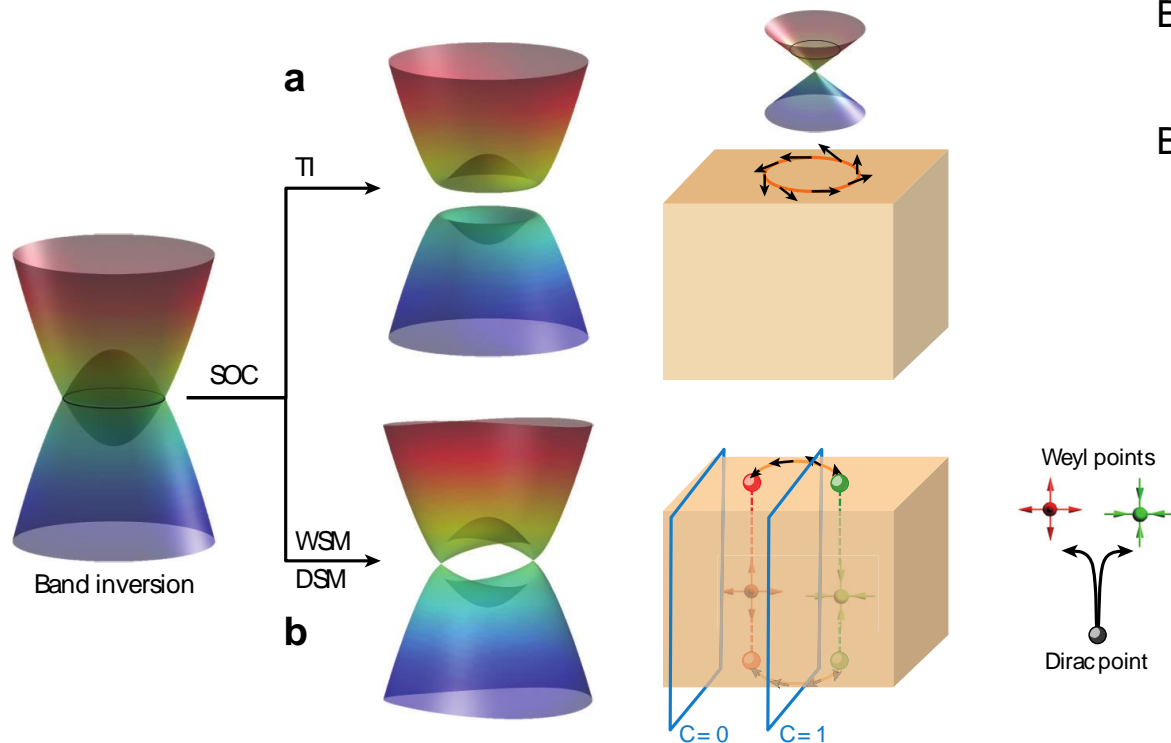 E
a
E
TI
SOC
Weyl points
WSM
Band inversion
DSM
b
Dirac point
C= 0
C= 1